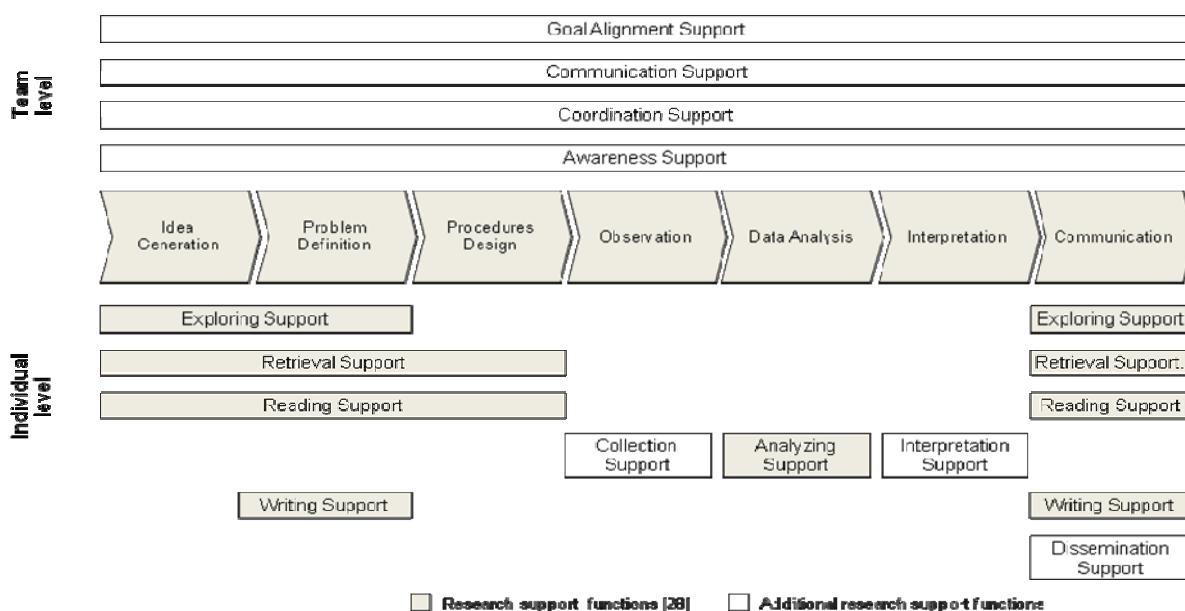 Team
level
Goal Alignment Support
Communication Support
Coordination Support
Awareness Support
Idea
Generation
Problem
Definition
Procedures
Design
Observation
Data Analysis
Interpretation
Communication
Individual
level
Exploring Support
Exploring Support
Retrieval Support
Retrieval Support.
Reading Support
Reading Support
Collection
Support
Analyzing
Support
Interpretation
Support
Writing Support
Writing Support
Dissemination
Support
Research support functions [28]
Additional research support functions